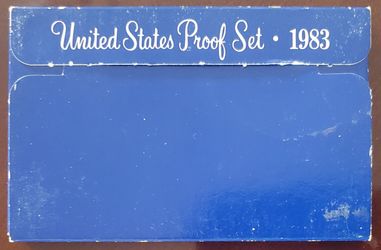 United States Proof Set • 1983